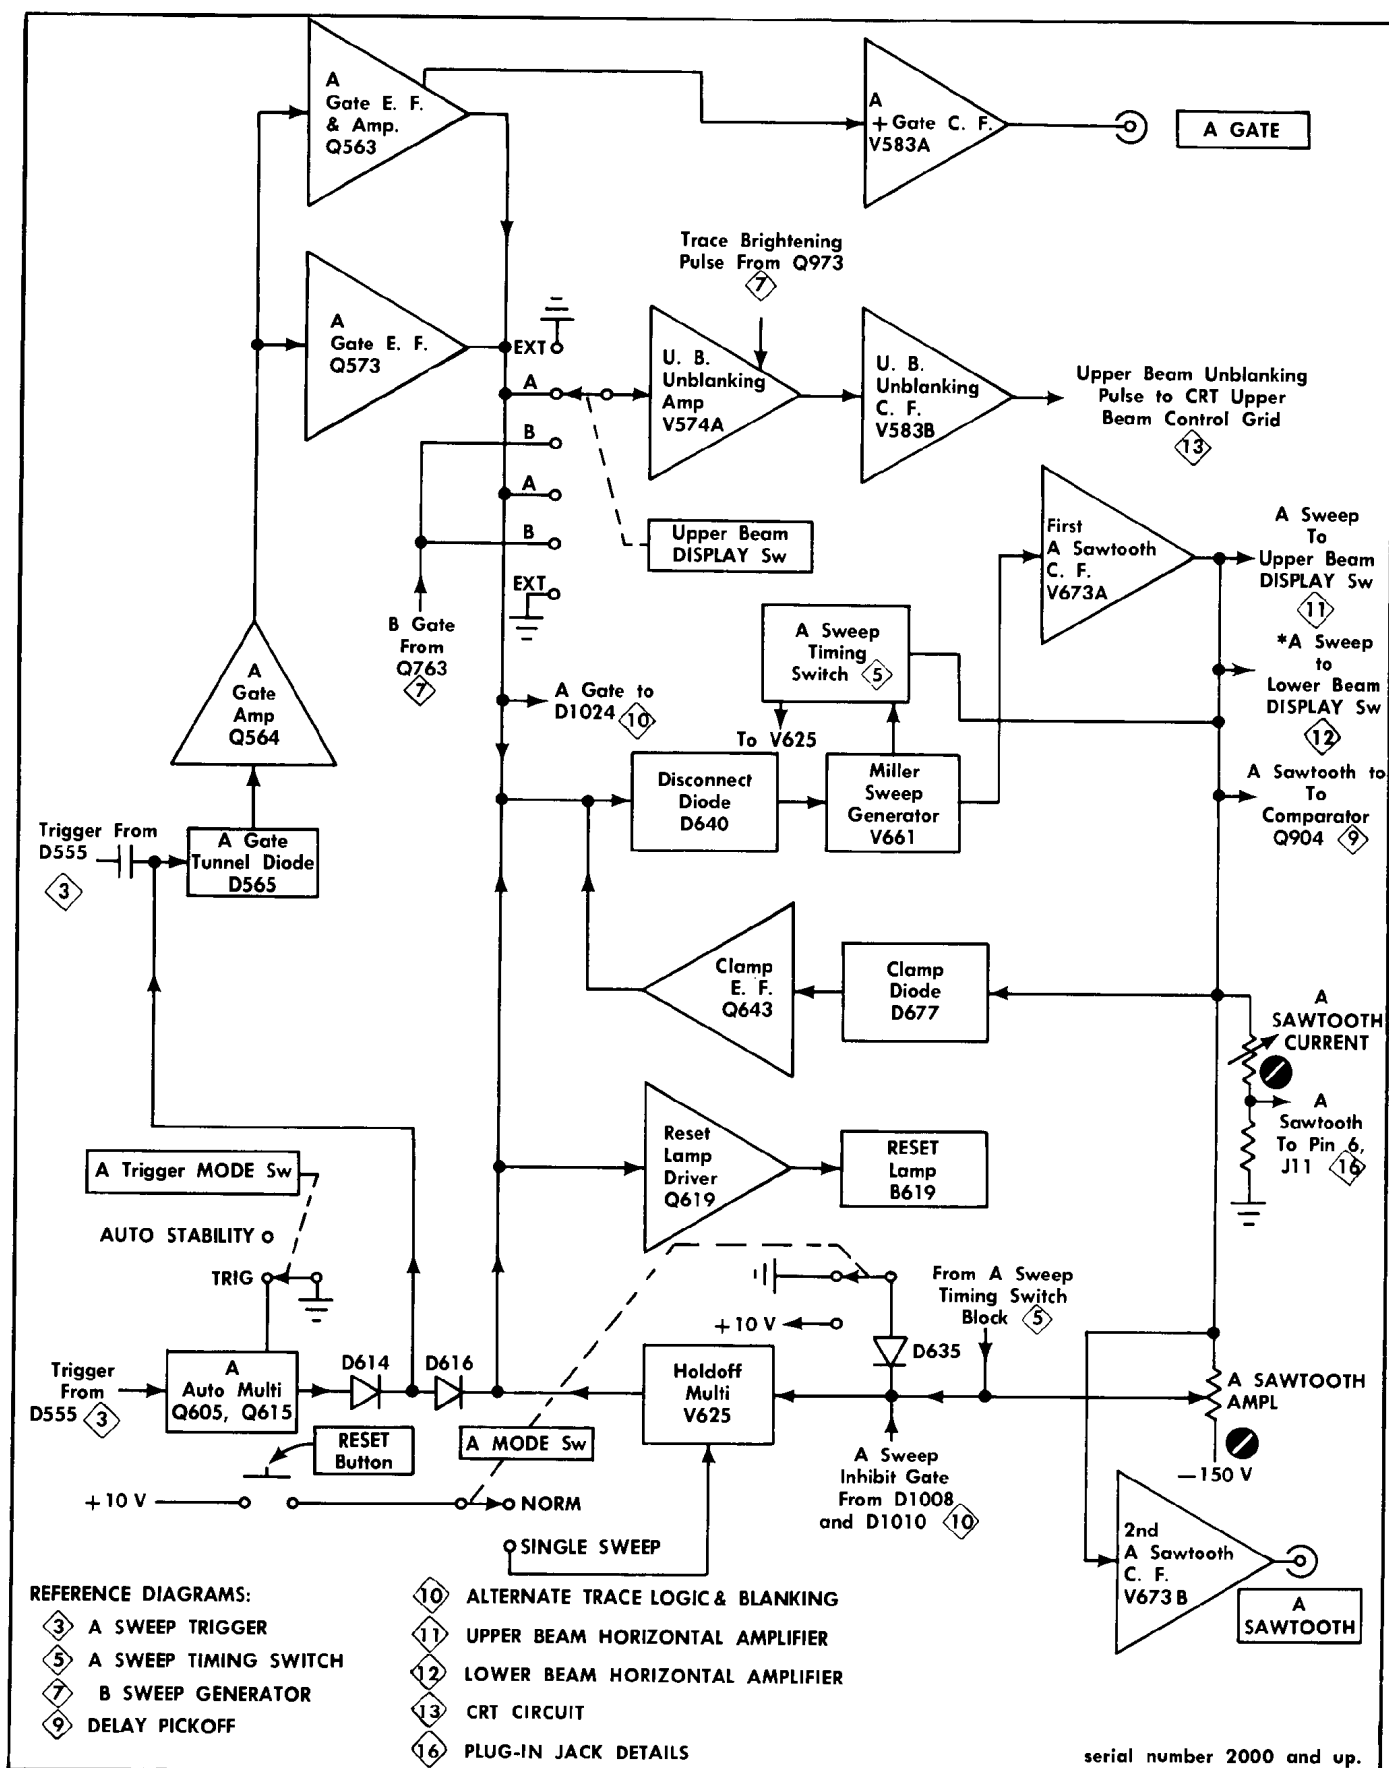 A
Gate E. F.
& Amp.
Q563
A
+ Gate C. F.
V583A
A GATE
A
Gate E. F.
Q573
Trace Brightening
Pulse From Q973
7
EXT
A
B
A
B
EXT
U. B.
Unblanking
Amp
V574A
U. B.
Unblanking
C. F.
V583B
Upper Beam Unblanking
Pulse to CRT Upper
Beam Control Grid
13
Upper Beam
DISPLAY Sw
First
A Sawtooth
C. F.
V673A
A Sweep
To
Upper Beam
DISPLAY Sw
11
*A Sweep
to
Lower Beam
DISPLAY Sw
12
A Sawtooth to
To
Comparator
Q904 9
B Gate
From
Q763
7
A Sweep
Timing
Switch 5
A
Gate
Amp
Q564
A Gate to
D1024 10
To V625
Disconnect
Diode
D640
Miller
Sweep
Generator
V661
Trigger From
D555
3
A Gate
Tunnel Diode
D565
Clamp
E. F.
Q643
Clamp
Diode
D677
A
SAWTOOTH
CURRENT
A
Sawtooth
To Pin 6,
J11 16
Reset
Lamp
Driver
Q619
RESET
Lamp
B619
A Trigger MODE Sw
AUTO STABILITY
TRIG
From A Sweep
Timing Switch
Block 5
+10 V
D635
Trigger
From
D555 3
A
Auto Multi
Q605, Q615
D614
D616
Holdoff
Multi
V625
A SAWTOOTH
AMPL
—150 V
RESET
Button
A MODE Sw
+10 V
NORM
SINGLE SWEEP
A Sweep
Inhibit Gate
From D1008
and D1010 10
2nd
A Sawtooth
C. F.
V673B
A
SAWTOOTH
REFERENCE DIAGRAMS:
3 A SWEEP TRIGGER
5 A SWEEP TIMING SWITCH
7 B SWEEP GENERATOR
9 DELAY PICKOFF
10 ALTERNATE TRACE LOGIC & BLANKING
11 UPPER BEAM HORIZONTAL AMPLIFIER
12 LOWER BEAM HORIZONTAL AMPLIFIER
13 CRT CIRCUIT
16 PLUG-IN JACK DETAILS
serial number 2000 and up.